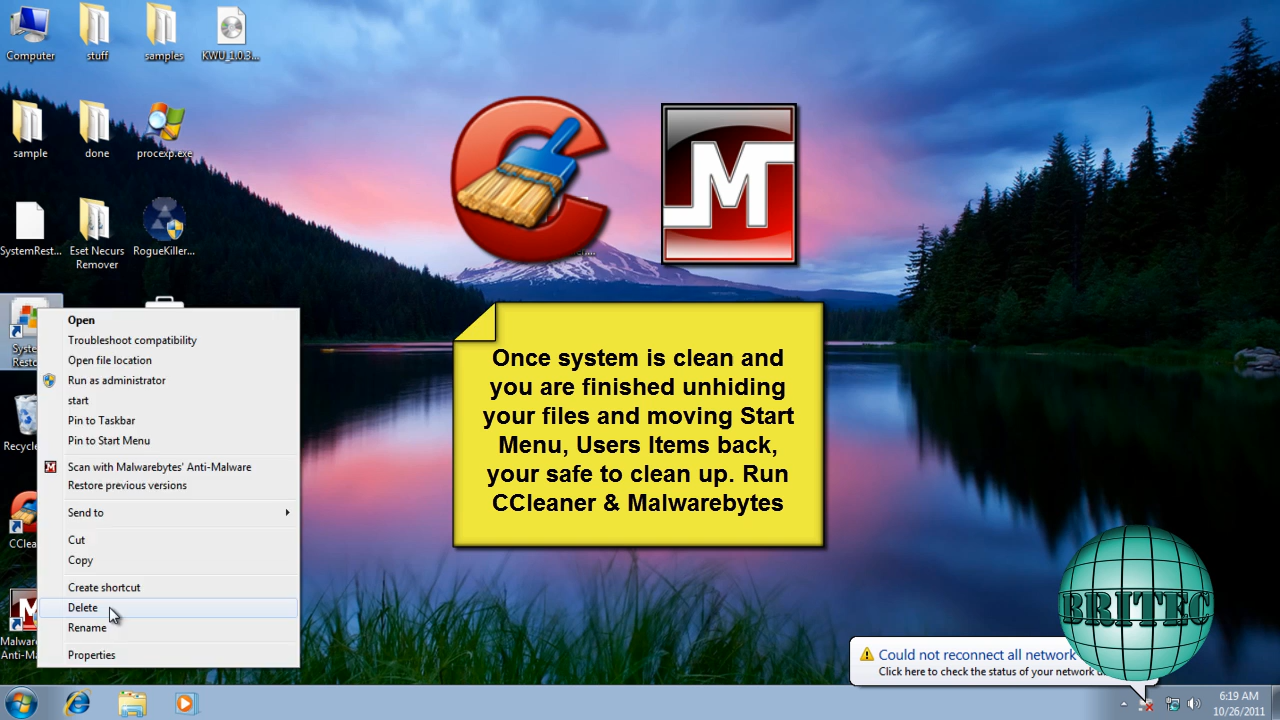 Computer
stuff
samples
KWU_1.0.3...
sample
done
procexp.exe
SystemRest...
Eset Necurs
Remover
RogueKiller...
Open
Troubleshoot compatibility
Open file location
Run as administrator
start
Pin to Taskbar
Pin to Start Menu
Scan with Malwarebytes' Anti-Malware
Restore previous versions
Send to
Cut
Copy
Create shortcut
Delete
Rename
Properties
M
Once system is clean and
you are finished unhiding
your files and moving Start
Menu, Users Items back,
your safe to clean up. Run
CCleaner & Malwarebytes
BRITEC
Could not reconnect all network
Click here to check the status of your network
6:19 AM
10/26/2011